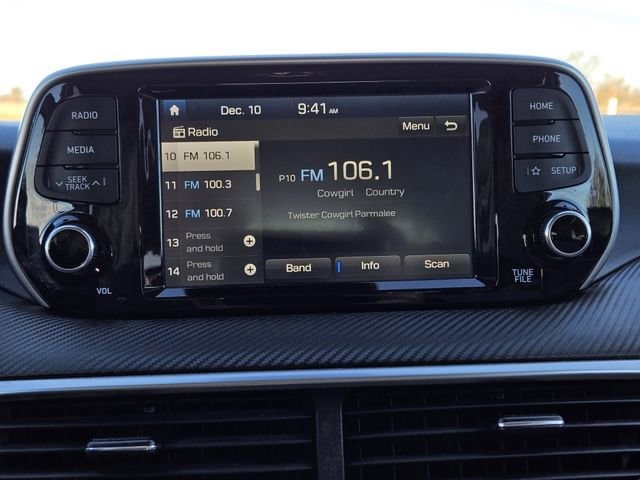 RADIO
MEDIA
SEEK
TRACK
VOL
Dec. 10 9:41 AM
Radio
Menu
10 FM 106.1
11 FM 100.3
12 FM 100.7
13 Press and hold
14 Press and hold
P10 FM 106.1
Cowgirl Country
Twister Cowgirl Parmalee
Band
Info
Scan
HOME
PHONE
SETUP
TUNE
FILE